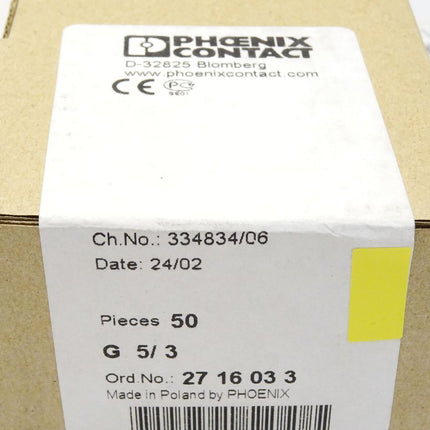 PHŒNIX
CONTACT
D-32825 Blomberg
www.phoenixcontact.com
CE
Ch.No.: 334834/06
Date: 24/02
Pieces 50
G 5/ 3
Ord.No.: 27 16 03 3
Made in Poland by PHOENIX